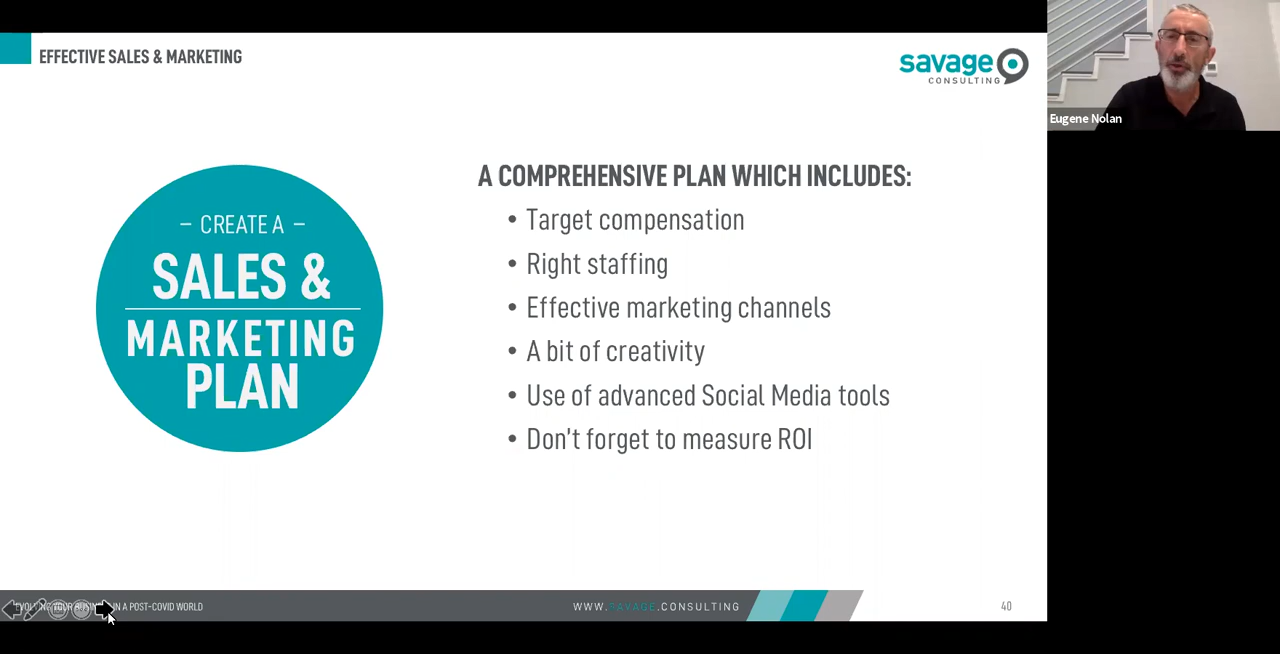 EFFECTIVE SALES & MARKETING
savage
CONSULTING
Eugene Nolan
– CREATE A –
SALES &
MARKETING
PLAN
A COMPREHENSIVE PLAN WHICH INCLUDES:
• Target compensation
• Right staffing
• Effective marketing channels
• A bit of creativity
• Use of advanced Social Media tools
• Don't forget to measure ROI
YOUR IN A POST-COVID WORLD
WWW.SAVAGE.CONSULTING
40